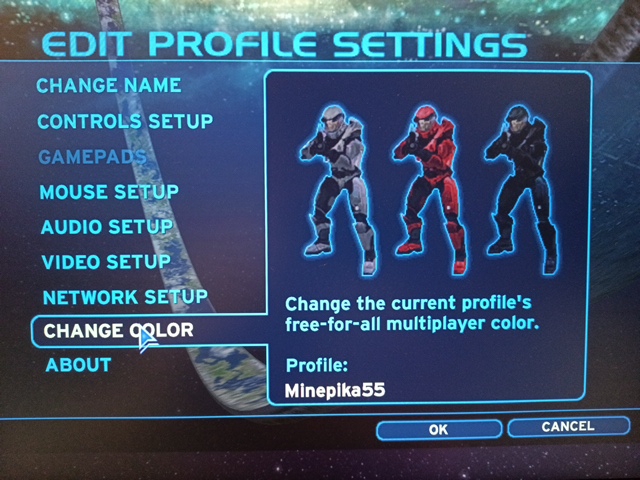 EDIT PROFILE SETTINGS
CHANGE NAME
CONTROLS SETUP
GAMEPADS
MOUSE SETUP
AUDIO SETUP
VIDEO SETUP
NETWORK SETUP
CHANGE COLOR
ABOUT
Change the current profile's
free-for-all multiplayer color.
Profile:
Minepika55
OK
CANCEL